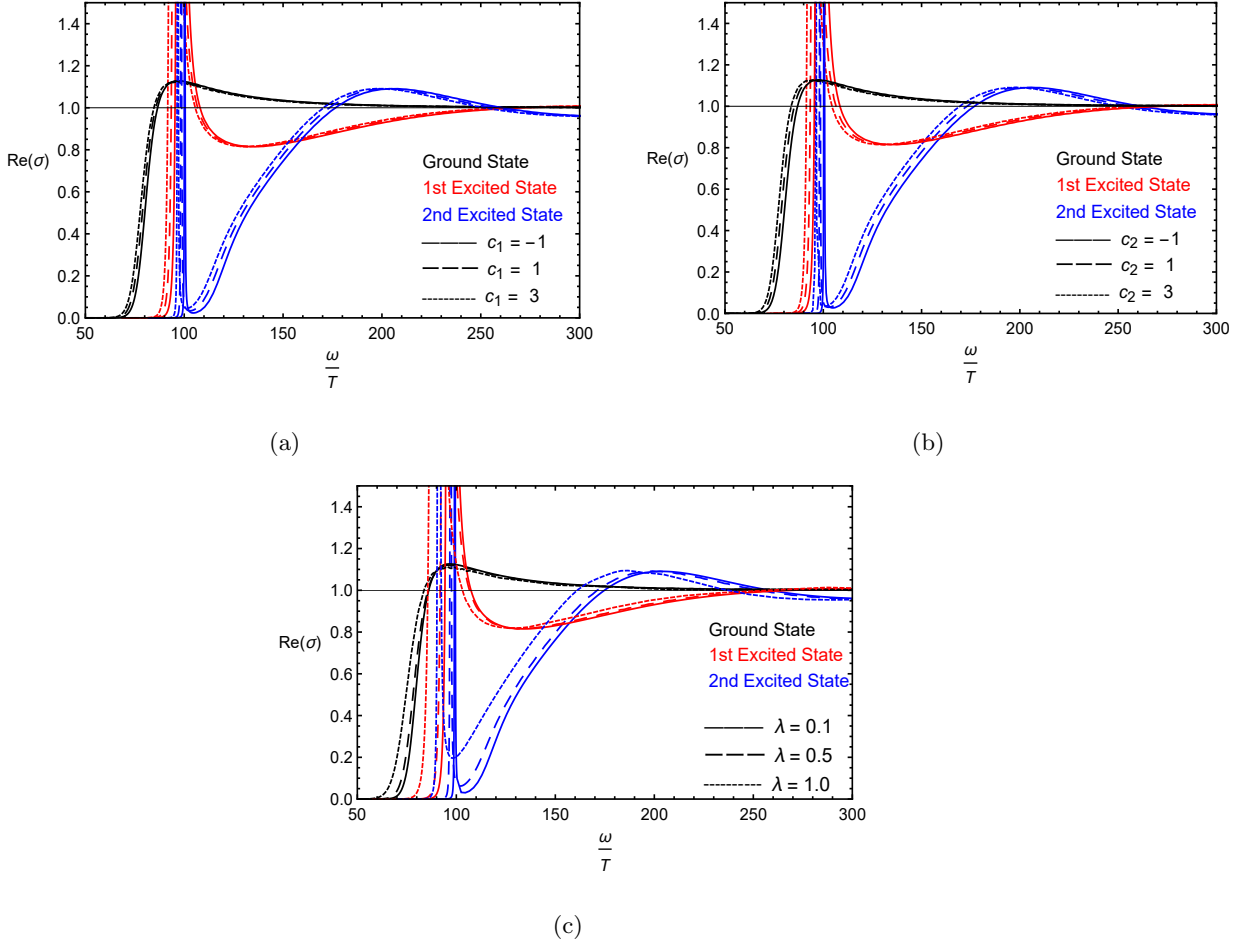 1.4
1.2
1.0
0.8
0.6
0.4
0.2
0.0
Re(σ)
50
100
150
200
250
300
ω/T
Ground State
1st Excited State
2nd Excited State
c₁ = −1
c₁ = 1
c₁ = 3
(a)
1.4
1.2
1.0
0.8
0.6
0.4
0.2
0.0
Re(σ)
50
100
150
200
250
300
ω/T
Ground State
1st Excited State
2nd Excited State
c₂ = −1
c₂ = 1
c₂ = 3
(b)
1.4
1.2
1.0
0.8
0.6
0.4
0.2
0.0
Re(σ)
50
100
150
200
250
300
ω/T
Ground State
1st Excited State
2nd Excited State
λ = 0.1
λ = 0.5
λ = 1.0
(c)